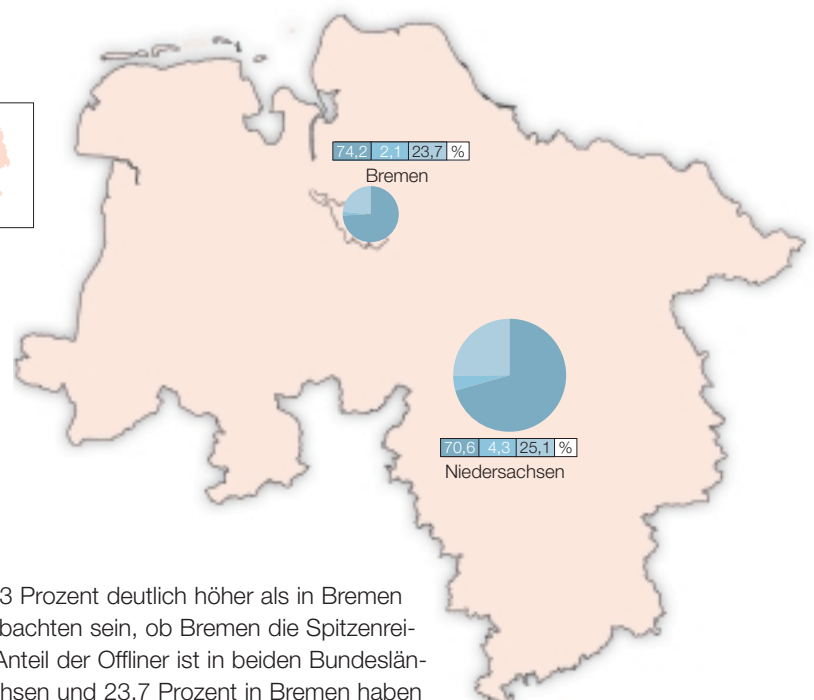 74,2 2,1 23,7 %
Bremen
70,6 4,3 25,1 %
Niedersachsen
3 Prozent deutlich höher als in Bremen
bachten sein, ob Bremen die Spitzenrei-
Anteil der Offliner ist in beiden Bundeslän-
hsen und 23,7 Prozent in Bremen haben